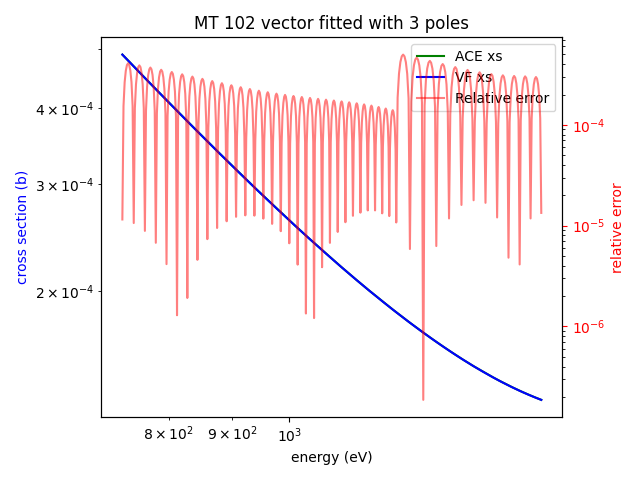 MT 102 vector fitted with 3 poles
ACE xs
VF xs
Relative error
4 × 10⁻⁴
3 × 10⁻⁴
2 × 10⁻⁴
cross section (b)
10⁻⁴
10⁻⁵
10⁻⁶
relative error
8 × 10² 9 × 10² 10³
energy (eV)